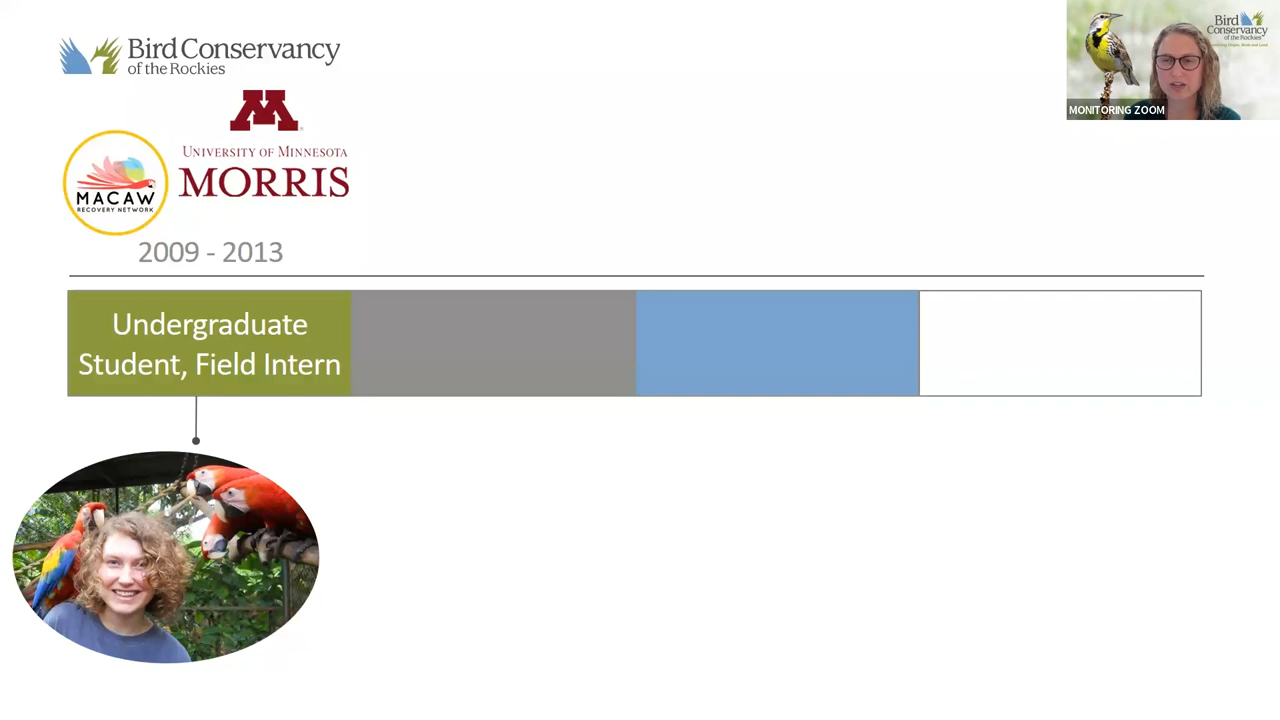 Bird Conservancy
of the Rockies
M
UNIVERSITY OF MINNESOTA
MORRIS
MACAW
RECOVERY NETWORK
2009 - 2013
Undergraduate
Student, Field Intern
Bird
Conservancy
of the Rockies
MONITORING ZOOM